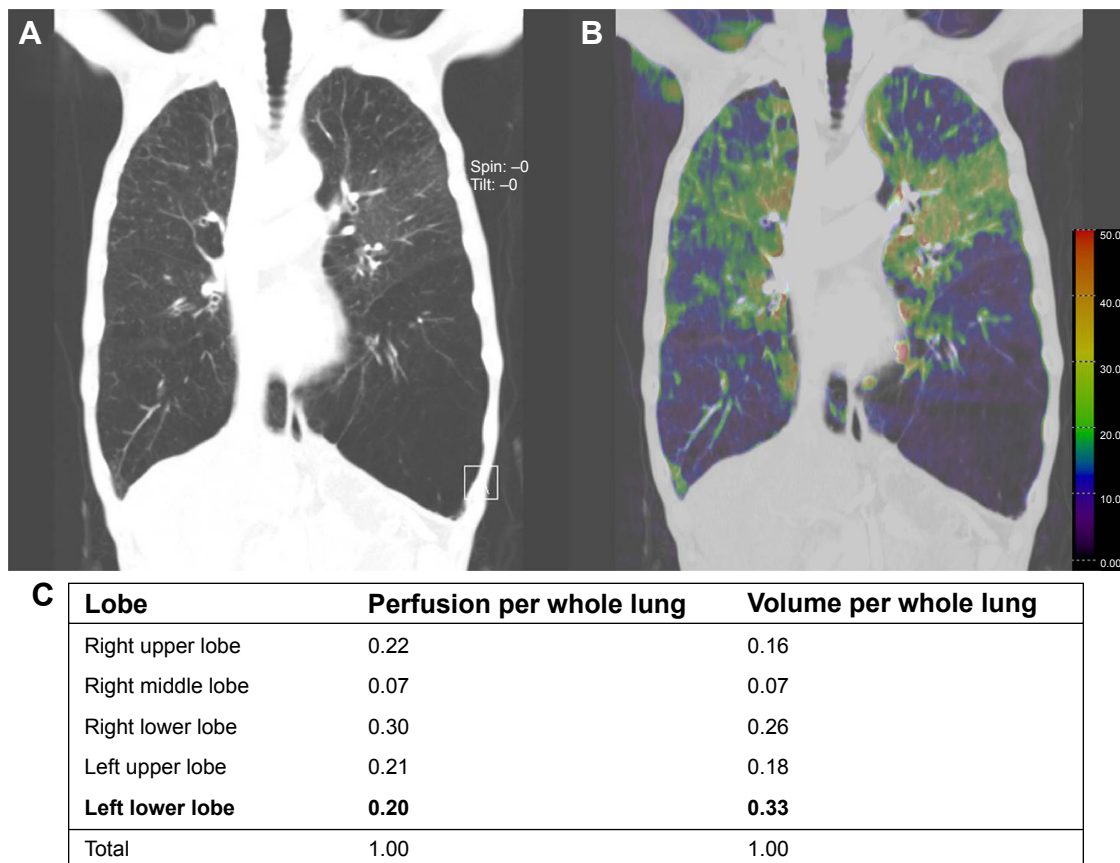 A
B
Spin: –0
Tilt: –0
50.0
40.0
30.0
20.0
10.0
0.00
C
Lobe Perfusion per whole lung Volume per whole lung
Right upper lobe 0.22 0.16
Right middle lobe 0.07 0.07
Right lower lobe 0.30 0.26
Left upper lobe 0.21 0.18
Left lower lobe 0.20 0.33
Total 1.00 1.00